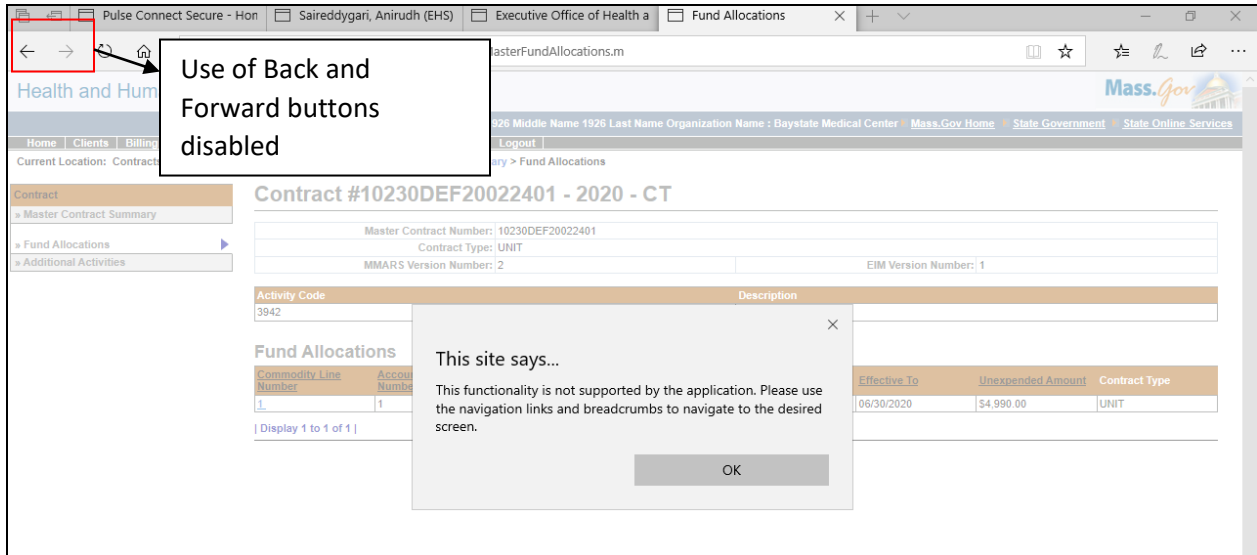 Pulse Connect Secure - Hon
Saireddygari, Anirudh (EHS)
Executive Office of Health a
Fund Allocations
asterFundAllocations.m
Use of Back and
Forward buttons
disabled
Health and Hum
Mass.Gov
926 Middle Name 1926 Last Name Organization Name : Baystate Medical Center Mass.Gov Home State Government State Online Services
Home | Clients | Billing
Logout |
Current Location: Contracts
ary > Fund Allocations
Contract
» Master Contract Summary
» Fund Allocations
» Additional Activities
Contract #10230DEF20022401 - 2020 - CT
Master Contract Number: 10230DEF20022401
Contract Type: UNIT
MMARS Version Number: 2 EIM Version Number: 1
Activity Code Description
3942
Fund Allocations
Commodity Line Number
Accou
Numbe
Effective To
Unexpended Amount
Contract Type
1 1 06/30/2020 $4,990.00 UNIT
| Display 1 to 1 of 1 |
This site says...
This functionality is not supported by the application. Please use
the navigation links and breadcrumbs to navigate to the desired
screen.
OK